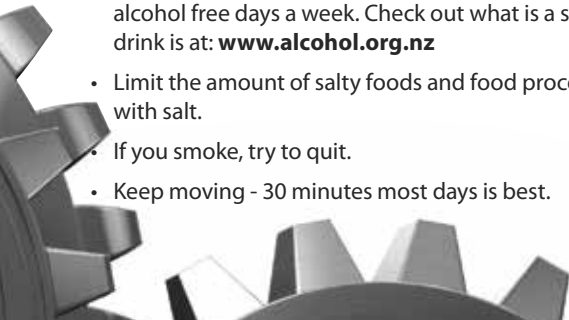 alcohol free days a week. Check out what is a s
drink is at: www.alcohol.org.nz
• Limit the amount of salty foods and food proce
with salt.
• If you smoke, try to quit.
• Keep moving - 30 minutes most days is best.